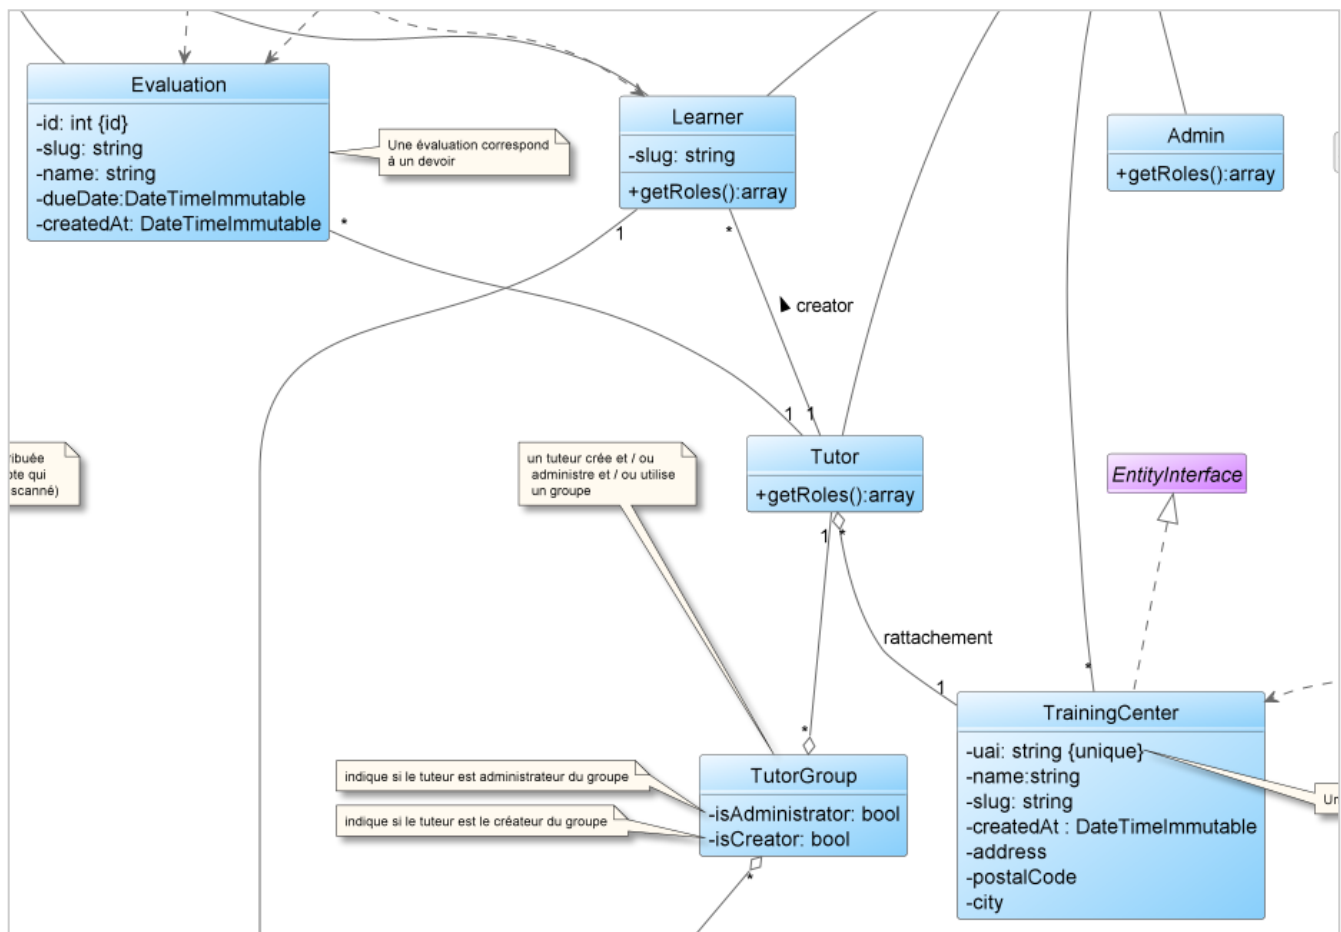 Evaluation
-id: int {id}
-slug: string
-name: string
-dueDate:DateTimeImmutable
-createdAt: DateTimeImmutable
*
Une évaluation correspond
à un devoir
Learner
-slug: string
+getRoles():array
1
*
Admin
+getRoles():array
creator
1
1
Tutor
+getRoles():array
1
*
un tuteur crée et / ou
administre et / ou utilise
un groupe
EntityInterface
rattachement
1
*
*
TutorGroup
-isAdministrator: bool
-isCreator: bool
*
indique si le tuteur est administrateur du groupe
indique si le tuteur est le créateur du groupe
TrainingCenter
-uai: string {unique}
-name:string
-slug: string
-createdAt : DateTimeImmutable
-address
-postalCode
-city
scanné)